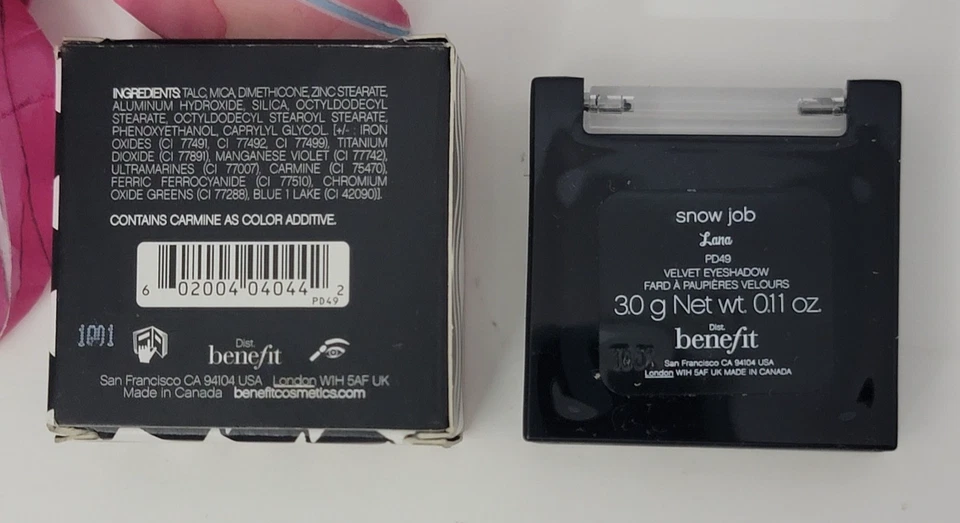 INGREDIENTS: TALC, MICA, DIMETHICONE, ZINC STEARATE,
ALUMINUM HYDROXIDE, SILICA, OCTYLDODECYL
STEARATE, OCTYLDODECYL STEAROYL STEARATE,
PHENOXYETHANOL, CAPRYLYL GLYCOL. [+/- : IRON
OXIDES (CI 77491, CI 77492, CI 77499), TITANIUM
DIOXIDE (CI 77891), MANGANESE VIOLET (CI 77742),
ULTRAMARINES (CI 77007), CARMINE (CI 75470),
FERRIC FERROCYANIDE (CI 77510), CHROMIUM
OXIDE GREENS (CI 77288), BLUE 1 LAKE (CI 42090)].
CONTAINS CARMINE AS COLOR ADDITIVE.
6 02004 04044 2
PD49
Dist.
benefit
San Francisco CA 94104 USA London W1H 5AF UK
Made in Canada benefitcosmetics.com
snow job
Lana
PD49
VELVET EYESHADOW
FARD À PAUPIÈRES VELOURS
3.0 g Net wt. 0.11 oz.
Dist.
benefit
San Francisco CA 94104 USA
London W1H 5AF UK MADE IN CANADA